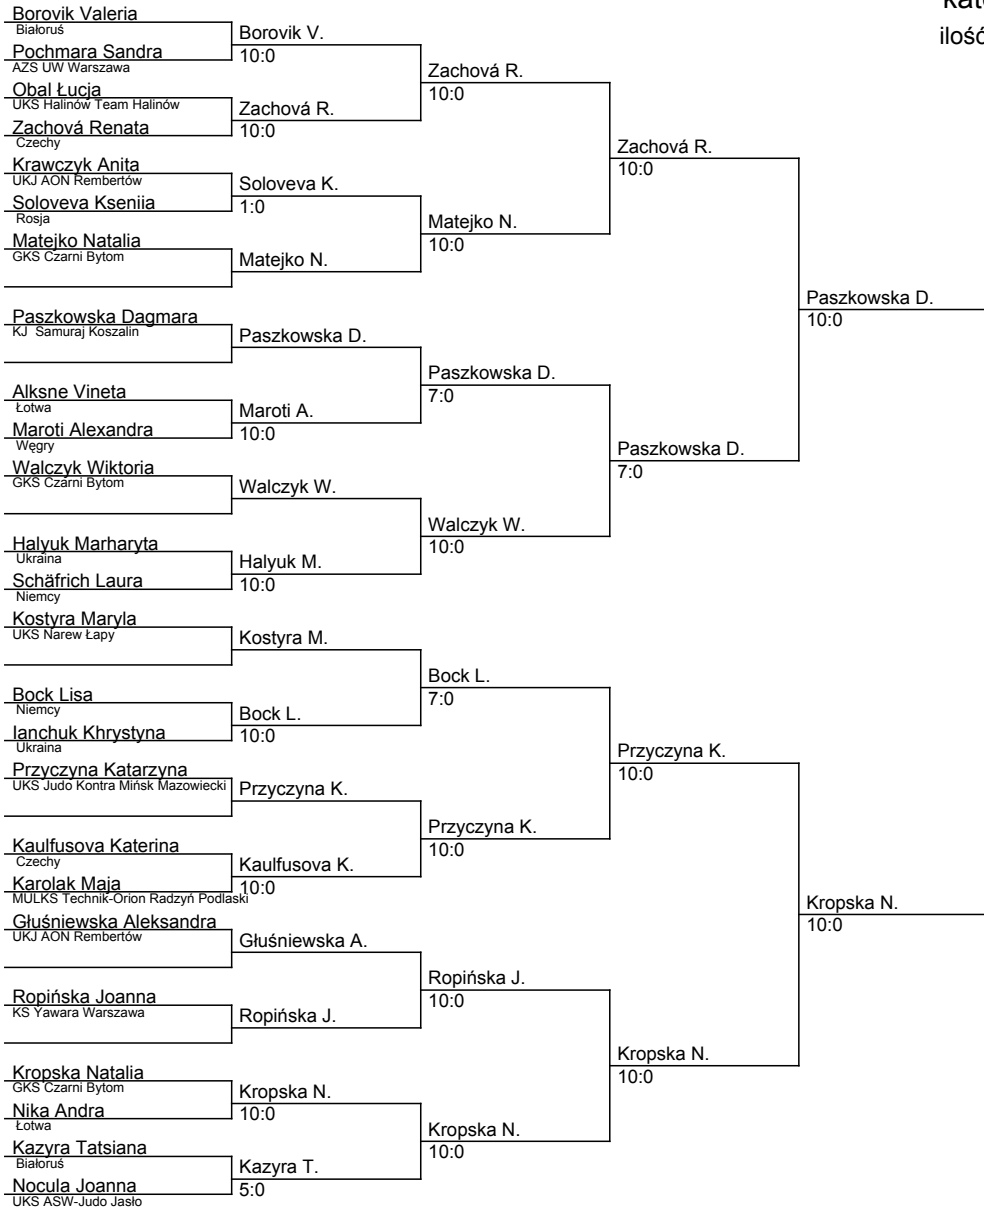 kat
ilość
Borovik Valeria
Białoruś
Pochmara Sandra
AZS UW Warszawa
Obal Łucja
UKS Halinów Team Halinów
Zachová Renata
Czechy
Krawczyk Anita
UKJ AON Rembertów
Soloveva Kseniia
Rosja
Matejko Natalia
GKS Czarni Bytom
Paszkowska Dagmara
KJ Samuraj Koszalin
Alksne Vineta
Łotwa
Maroti Alexandra
Węgry
Walczyk Wiktoria
GKS Czarni Bytom
Halyuk Marharyta
Ukraina
Schäfrich Laura
Niemcy
Kostyra Maryla
UKS Narew Łapy
Bock Lisa
Niemcy
Ianchuk Khrystyna
Ukraina
Przyczyna Katarzyna
UKS Judo Kontra Mińsk Mazowiecki
Kaulfusova Katerina
Czechy
Karolak Maja
MULKS Technik-Orion Radzyń Podlaski
Głuśniewska Aleksandra
UKJ AON Rembertów
Ropińska Joanna
KS Yawara Warszawa
Kropska Natalia
GKS Czarni Bytom
Nika Andra
Łotwa
Kazyra Tatsiana
Białoruś
Nocula Joanna
UKS ASW-Judo Jasło
Borovik V.
10:0
Zachová R.
10:0
Soloveva K.
1:0
Matejko N.
Paszkowska D.
Maroti A.
10:0
Walczyk W.
Halyuk M.
10:0
Kostyra M.
Bock L.
10:0
Przyczyna K.
Kaulfusova K.
10:0
Głuśniewska A.
Ropińska J.
Kropska N.
10:0
Kazyra T.
5:0
Zachová R.
10:0
Matejko N.
10:0
Paszkowska D.
7:0
Walczyk W.
10:0
Bock L.
7:0
Przyczyna K.
10:0
Ropińska J.
10:0
Kropska N.
10:0
Zachová R.
10:0
Paszkowska D.
7:0
Przyczyna K.
10:0
Kropska N.
10:0
Paszkowska D.
10:0
Kropska N.
10:0